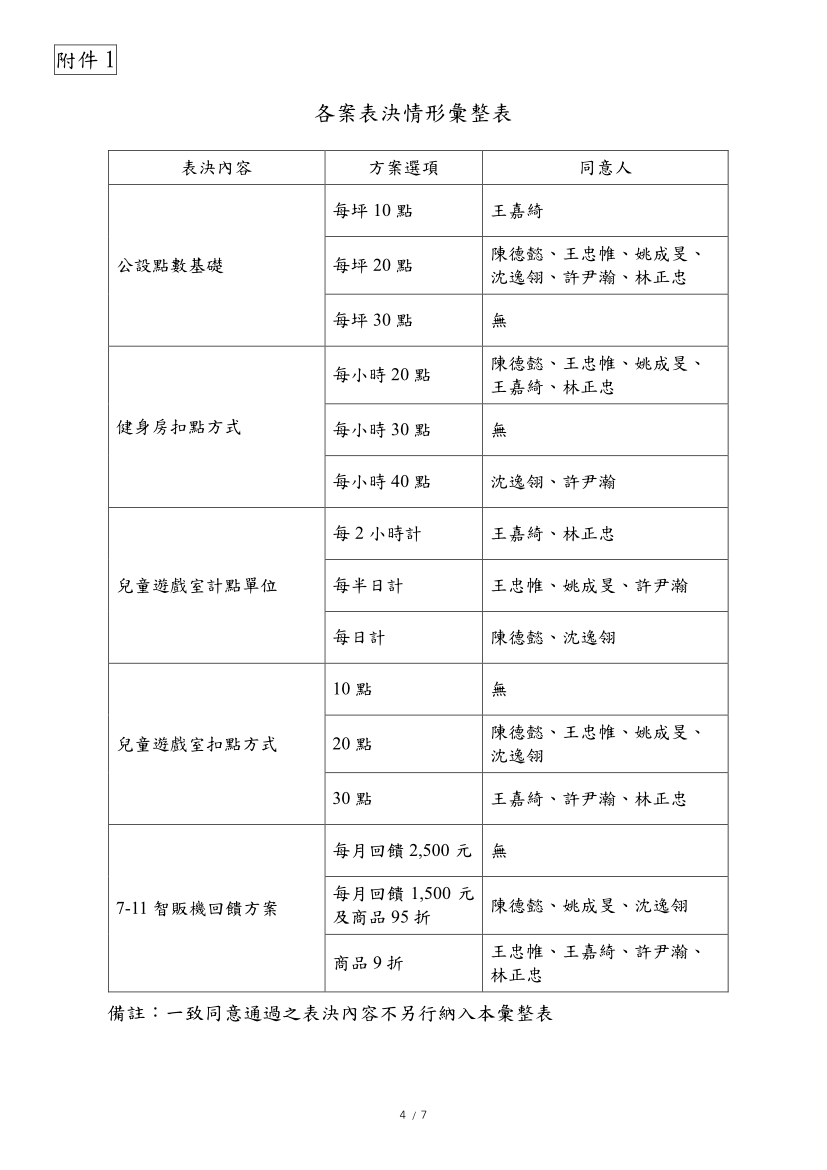 附件 1
各案表決情形彙整表
表決內容 方案選項 同意人
公設點數基礎
每坪 10 點 王嘉綺
每坪 20 點 陳德懿、王忠帷、姚成旻、
沈逸翎、許尹瀚、林正忠
每坪 30 點 無
健身房扣點方式
每小時 20 點 陳德懿、王忠帷、姚成旻、
王嘉綺、林正忠
每小時 30 點 無
每小時 40 點 沈逸翎、許尹瀚
兒童遊戲室計點單位
每 2 小時計 王嘉綺、林正忠
每半日計 王忠帷、姚成旻、許尹瀚
每日計 陳德懿、沈逸翎
兒童遊戲室扣點方式
10 點 無
20 點 陳德懿、王忠帷、姚成旻、
沈逸翎
30 點 王嘉綺、許尹瀚、林正忠
7-11 智販機回饋方案
每月回饋 2,500 元 無
每月回饋 1,500 元
及商品 95 折 陳德懿、姚成旻、沈逸翎
商品 9 折 王忠帷、王嘉綺、許尹瀚、
林正忠
備註：一致同意通過之表決內容不另行納入本彙整表
4 / 7